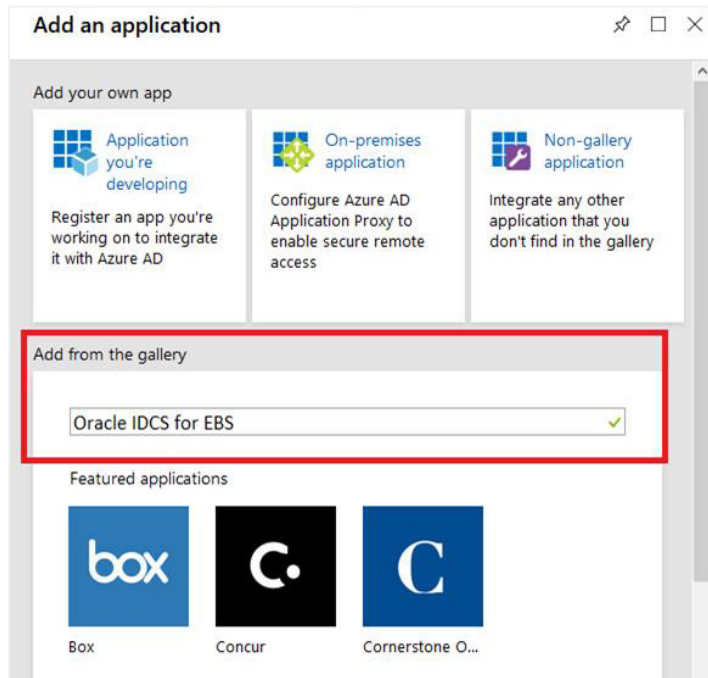 Add an application
Add your own app
Application
you're
developing
Register an app you're
working on to integrate
it with Azure AD
On-premises
application
Configure Azure AD
Application Proxy to
enable secure remote
access
Non-gallery
application
Integrate any other
application that you
don't find in the gallery
Add from the gallery
Oracle IDCS for EBS
Featured applications
box
C.
C
Box
Concur
Cornerstone O...